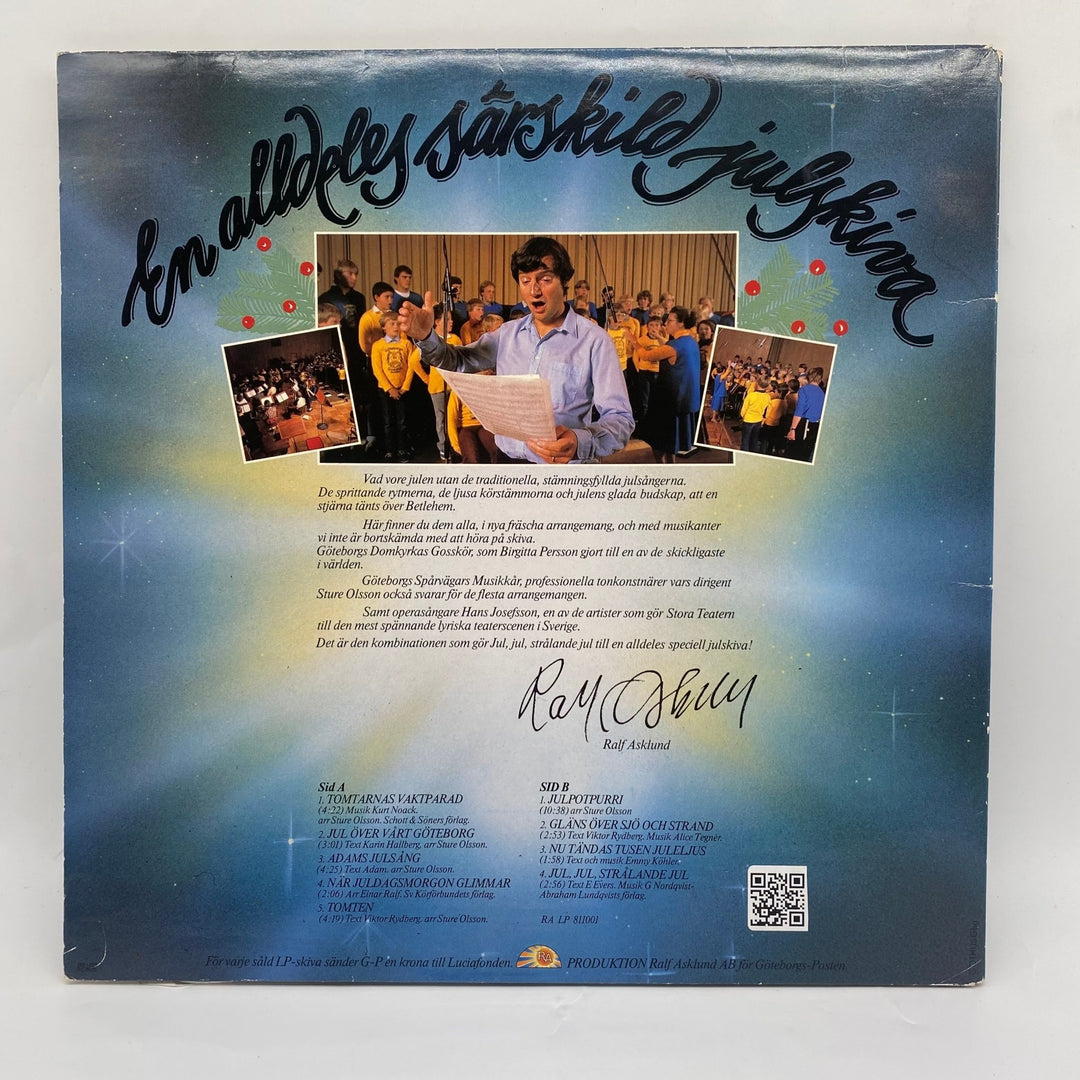 En alldeles särskild julskiva
Vad vore julen utan de traditionella, stämningsfyllda julsångerna.
De sprittande rytmerna, de ljusa körstämmorna och julens glada budskap, att en
stjärna tänts över Betlehem.
Här finner du dem alla, i nya fräscha arrangemang, och med musikanter
vi inte är bortskämda med att höra på skiva.
Göteborgs Domkyrkas Gosskör, som Birgitta Persson gjort till en av de skickligaste
i världen.
Göteborgs Spårvägars Musikkår, professionella tonkonstnärer vars dirigent
Sture Olsson också svarar för de flesta arrangemangen.
Samt operasångare Hans Josefsson, en av de artister som gör Stora Teatern
till den mest spännande lyriska teaterscenen i Sverige.
Det är den kombinationen som gör Jul, jul, strålande jul till en alldeles speciell julskiva!
Ralf Asklund
Sid A
1. TOMTARNAS VAKTPARAD
(4:22) Musik Kurt Noack.
arr Sture Olsson. Schott & Söners förlag.
2. JUL ÖVER VÅRT GÖTEBORG
(3:01) Text Karin Hallberg, arr Sture Olsson.
3. ADAMS JULSÅNG
(4:25) Text Adam. arr Sture Olsson.
4. NÄR JULDAGSMORGON GLIMMAR
(2:06) Arr Einar Ralf. Sv Körförbundets förlag.
5. TOMTEN
(4:19) Text Viktor Rydberg, arr Sture Olsson.
SID B
1. JULPOTPURRI
(10:38) arr Sture Olsson
2. GLÄNS ÖVER SJÖ OCH STRAND
(2:53) Text Viktor Rydberg. Musik Alice Tegnér.
3. NU TÄNDAS TUSEN JULELJUS
(1:58) Text och musik Emmy Köhler.
4. JUL, JUL, STRÅLANDE JUL
(2:56) Text E Evers. Musik G Nordqvist-
Abraham Lundqvists förlag.
RA LP 811001
För varje såld LP-skiva sänder G-P en krona till Luciafonden. RA PRODUKTION Ralf Asklund AB för Göteborgs-Posten.